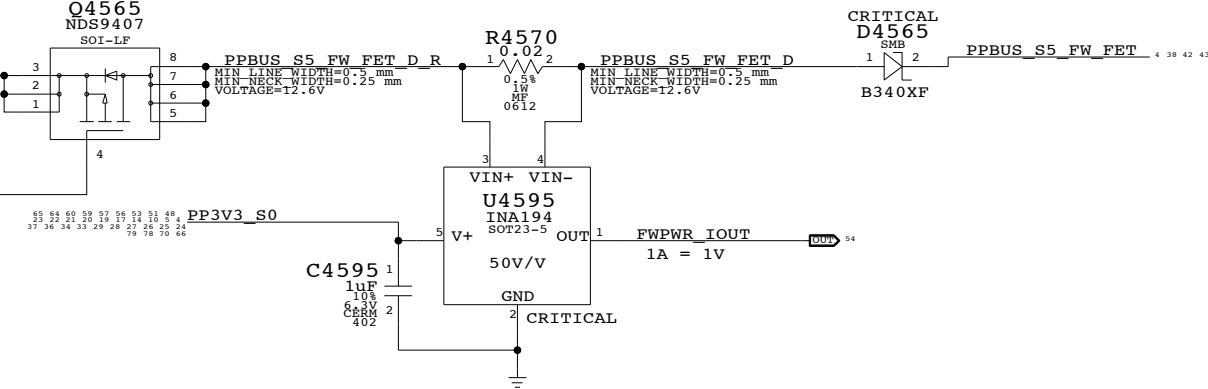 Q4565
NDS9407
SOI-LF
3
2
1
8
7
6
5
4
PPBUS_S5_FW_FET_D_R
MIN_LINE_WIDTH=0.5 mm
MIN_NECK_WIDTH=0.25 mm
VOLTAGE=12.6V
R4570
0.02
1
2
0.5%
1W
MF
0612
PPBUS_S5_FW_FET_D
MIN_LINE_WIDTH=0.5 mm
MIN_NECK_WIDTH=0.25 mm
VOLTAGE=12.6V
CRITICAL
D4565
SMB
1
2
B340XF
PPBUS_S5_FW_FET
4 38 42 43
3
4
VIN+ VIN-
U4595
INA194
SOT23-5
5
V+
OUT
1
50V/V
GND
2
CRITICAL
65 64 60 59 57 56 53 51 48
23 22 21 20 19 17 14 10 5 4
37 36 34 33 29 28 27 26 25 24
79 78 70 66
PP3V3_S0
C4595
1
1uF
10%
6.3V
CERM
402
2
FWPWR_IOUT
1A = 1V
OUT
54